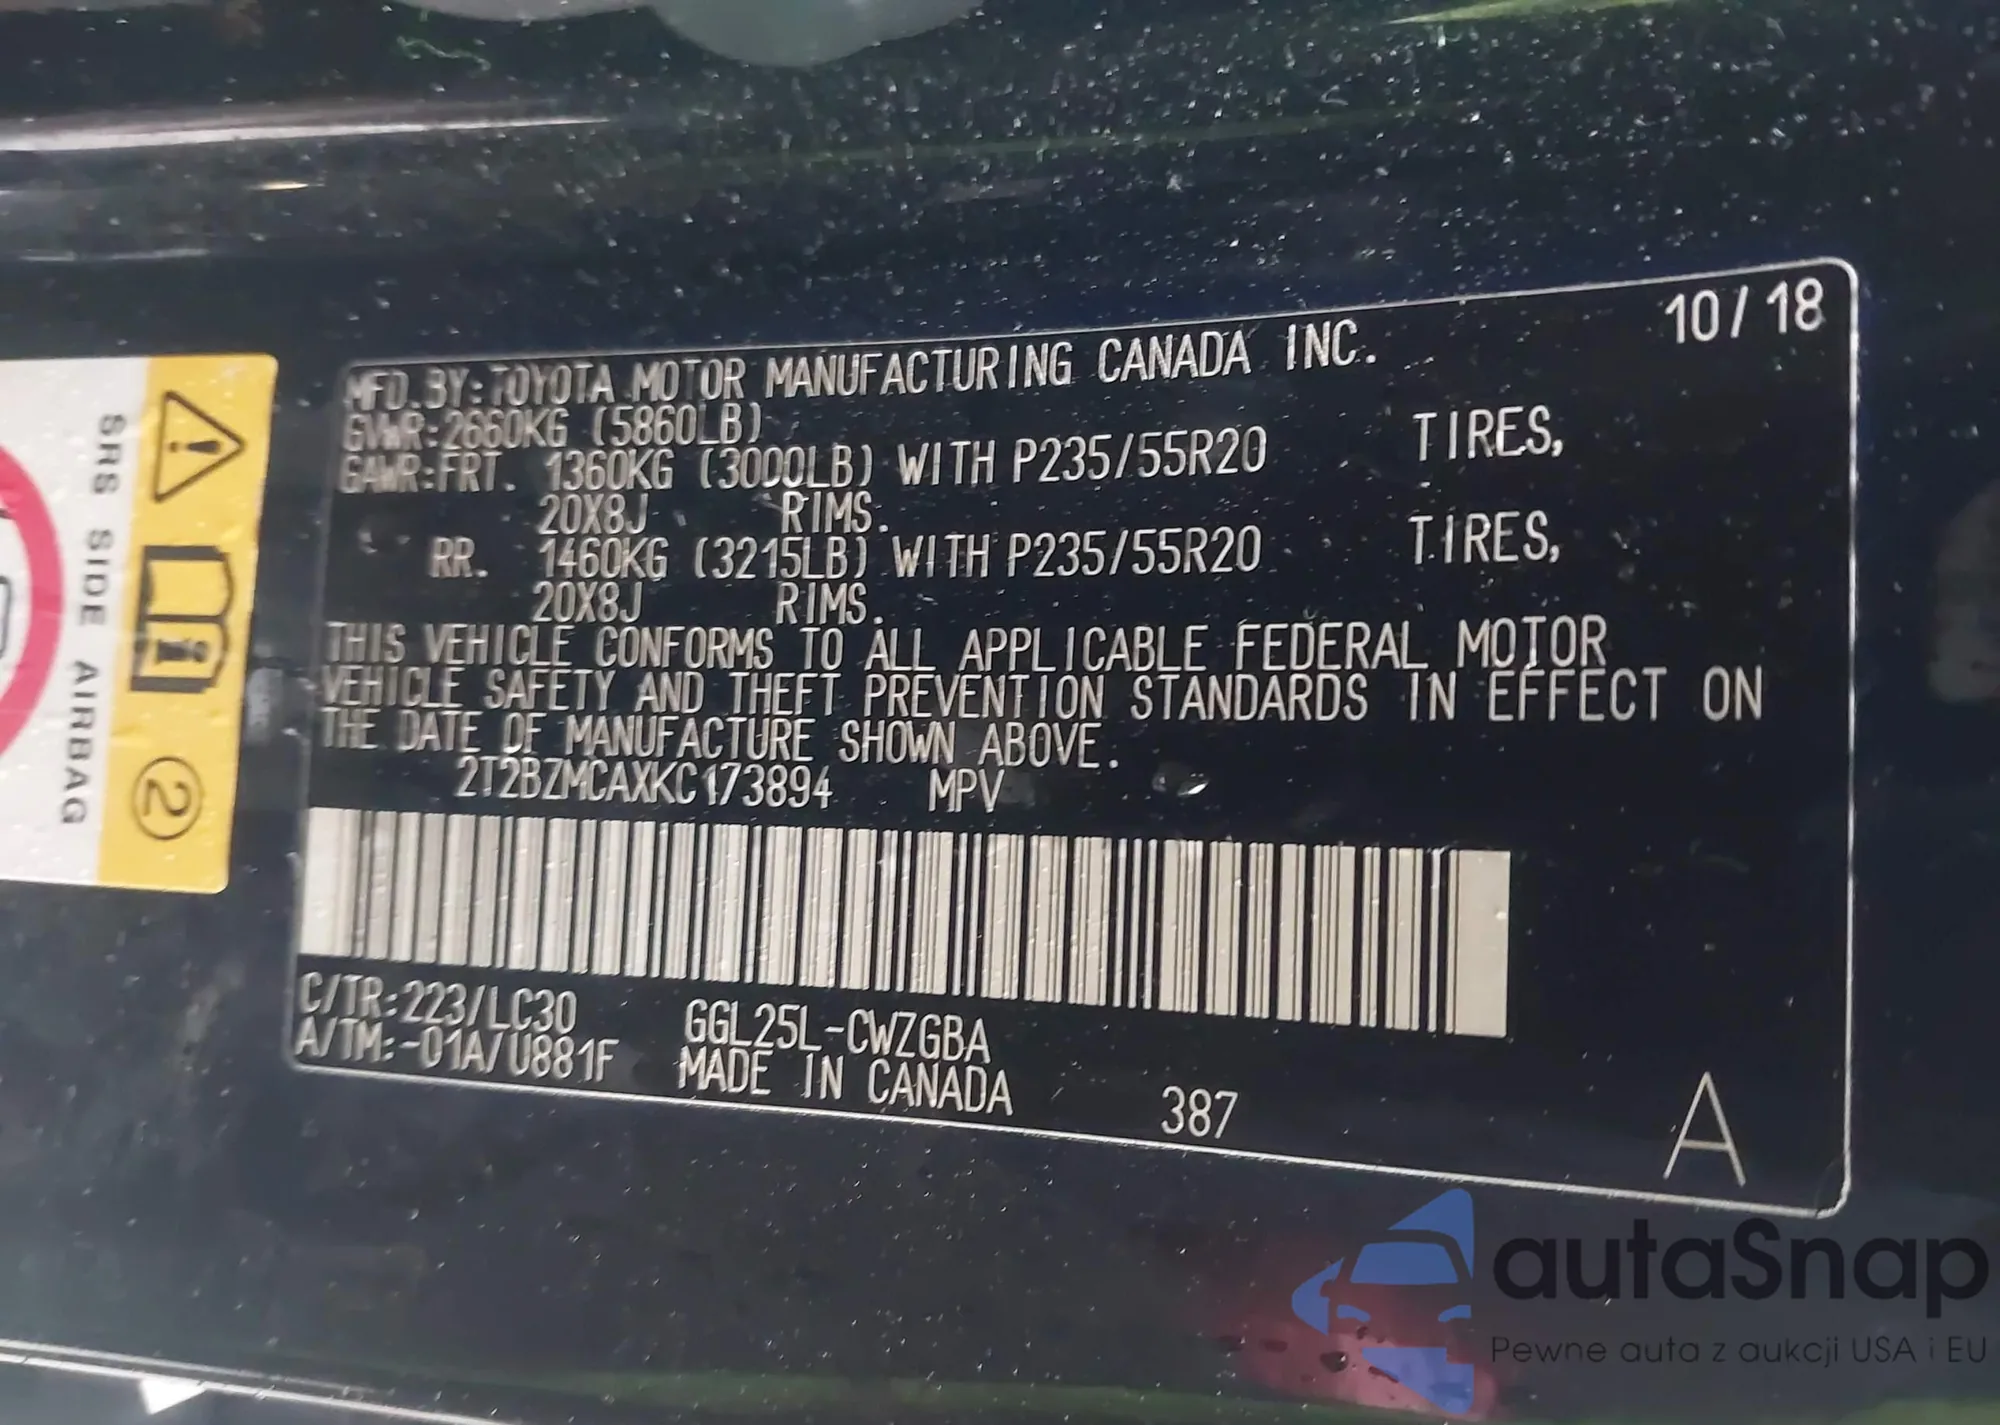 10/18
MFD. BY: TOYOTA MOTOR MANUFACTURING CANADA INC.
GVWR: 2660KG (5860LB)
GAWR: FRT. 1360KG (3000LB) WITH P235/55R20 TIRES,
20X8J RIMS.
RR. 1460KG (3215LB) WITH P235/55R20 TIRES,
20X8J RIMS.
THIS VEHICLE CONFORMS TO ALL APPLICABLE FEDERAL MOTOR
VEHICLE SAFETY AND THEFT PREVENTION STANDARDS IN EFFECT ON
THE DATE OF MANUFACTURE SHOWN ABOVE.
2T2BZMCAXKC173894 MPV
C/TR: 223/LC30 GGL25L-CWZGBA
A/TM: -01A/U881F MADE IN CANADA 387
A
SRS SIDE AIRBAG
2
autaSnap
Pewne auta z aukcji USA i EU